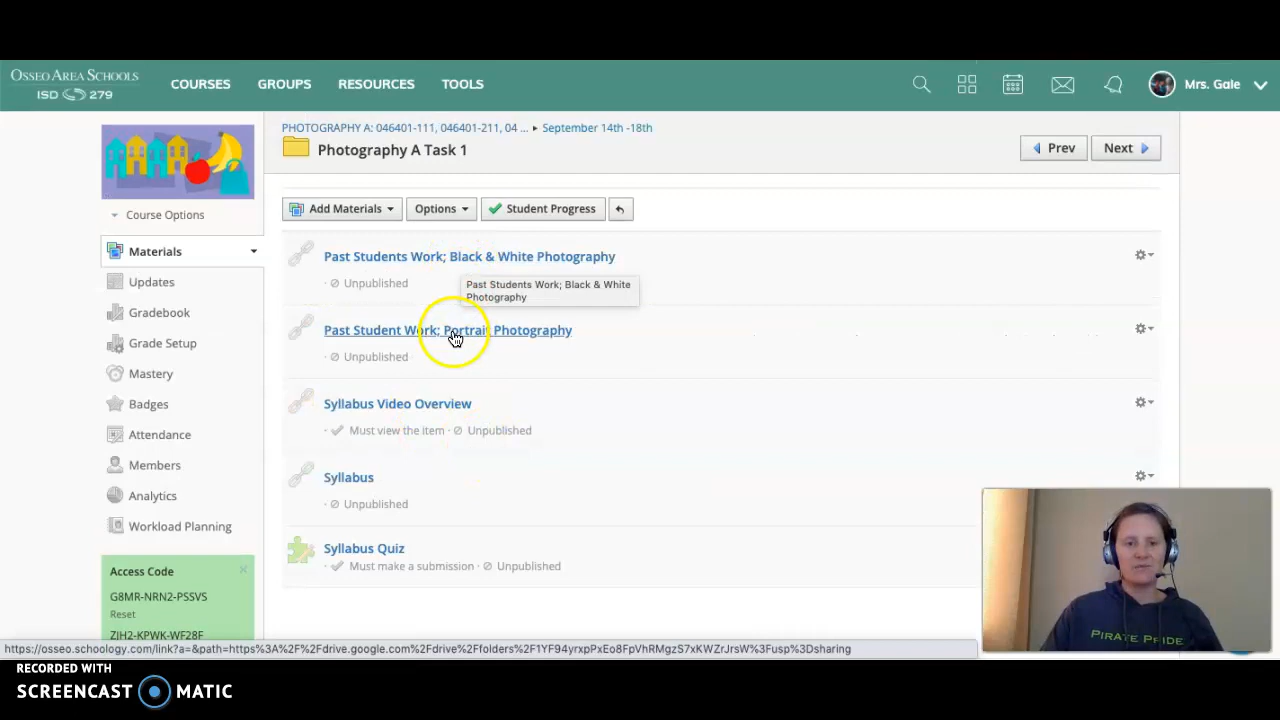 OSSEO AREA SCHOOLS
ISD 279
COURSES
GROUPS
RESOURCES
TOOLS
Mrs. Gale
PHOTOGRAPHY A: 046401-111, 046401-211, 04 ... ▸ September 14th -18th
Photography A Task 1
Prev
Next
Course Options
Materials
Updates
Gradebook
Grade Setup
Mastery
Badges
Attendance
Members
Analytics
Workload Planning
Access Code
G8MR-NRN2-P5SVS
Reset
ZJH2-KPWK-WF28F
Add Materials
Options
Student Progress
Past Students Work; Black & White Photography
· Unpublished
Past Students Work; Black & White
Photography
Past Student Work; Portrait Photography
· Unpublished
Syllabus Video Overview
· Must view the item · Unpublished
Syllabus
· Unpublished
Syllabus Quiz
· Must make a submission · Unpublished
PIRATE PRIDE
https://osseo.schoology.com/link?a=&path=https%3A%2F%2Fdrive.google.com%2Fdrive%2Ffolders%2F1YF94yrxpPxEo8FpVhRMgzS7xKWZrJrsW%3Fusp%3Dsharing
RECORDED WITH
SCREENCAST MATIC